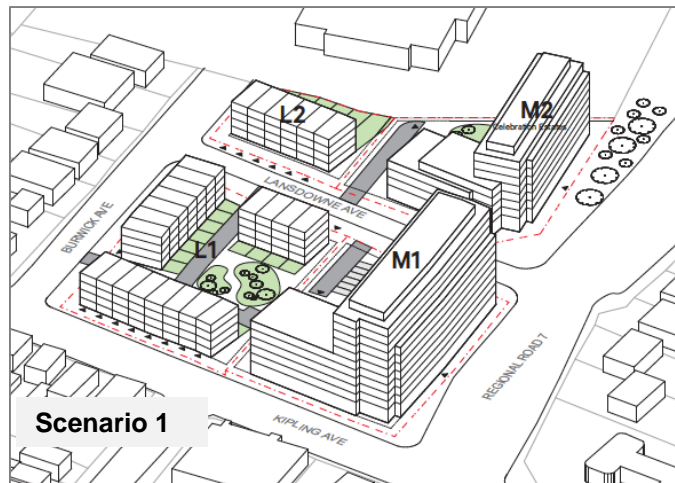 L2
M2
Celebration Estates
LANSDOWNE AVE
BURWICK AVE
L1
M1
REGIONAL ROAD 7
Scenario 1
KIPLING AVE